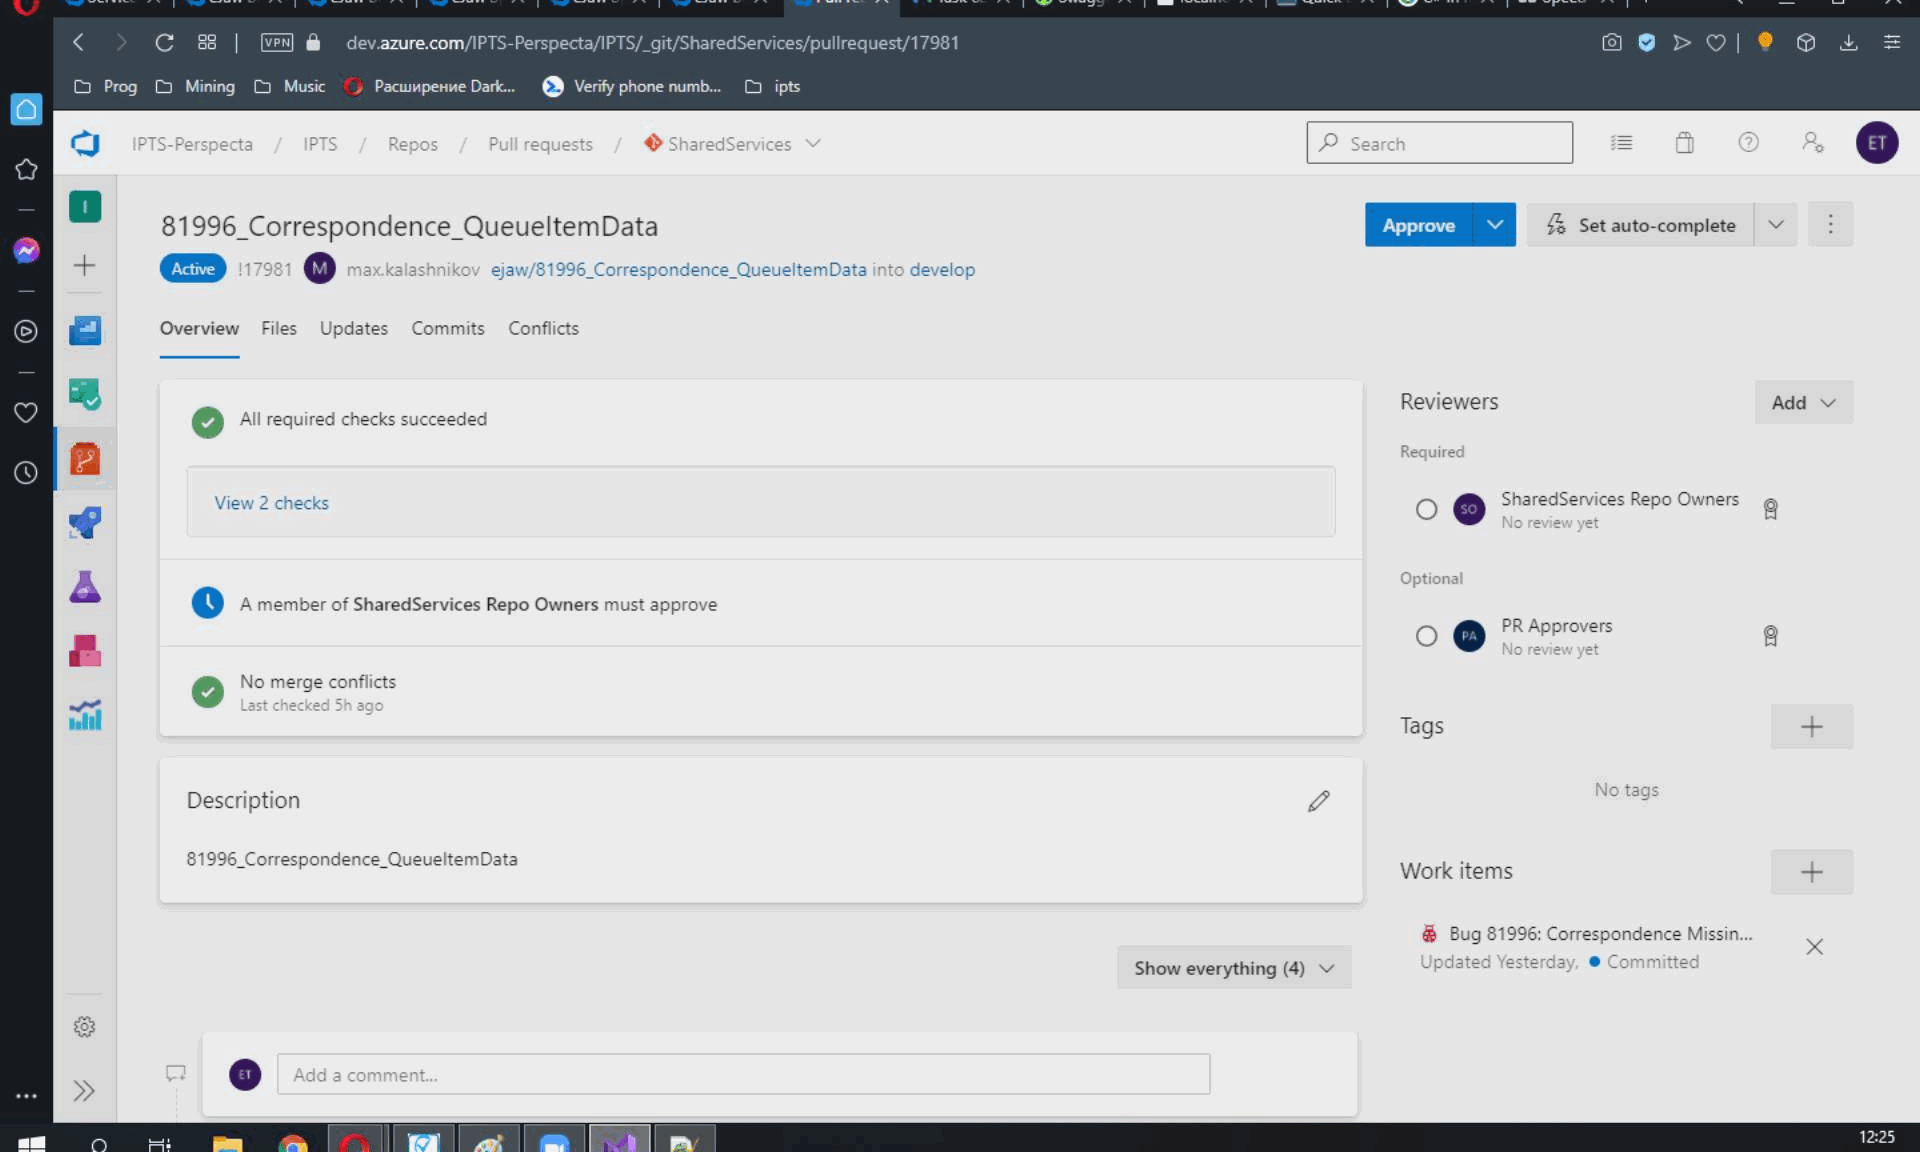 VPN
dev.azure.com/IPTS-Perspecta/IPTS/_git/SharedServices/pullrequest/17981
Prog
Mining
Music
Расширение Dark...
Verify phone numb...
ipts
IPTS-Perspecta / IPTS / Repos / Pull requests / SharedServices
Search
ET
I
81996_Correspondence_QueueItemData
Approve
Set auto-complete
Active !17981 M max.kalashnikov ejaw/81996_Correspondence_QueueItemData into develop
Overview Files Updates Commits Conflicts
All required checks succeeded
View 2 checks
A member of SharedServices Repo Owners must approve
No merge conflicts
Last checked 5h ago
Description
81996_Correspondence_QueueItemData
Show everything (4)
ET
Add a comment...
Reviewers
Add
Required
SO
SharedServices Repo Owners
No review yet
Optional
PA
PR Approvers
No review yet
Tags
No tags
Work items
Bug 81996: Correspondence Missin...
Updated Yesterday, Committed
12:25